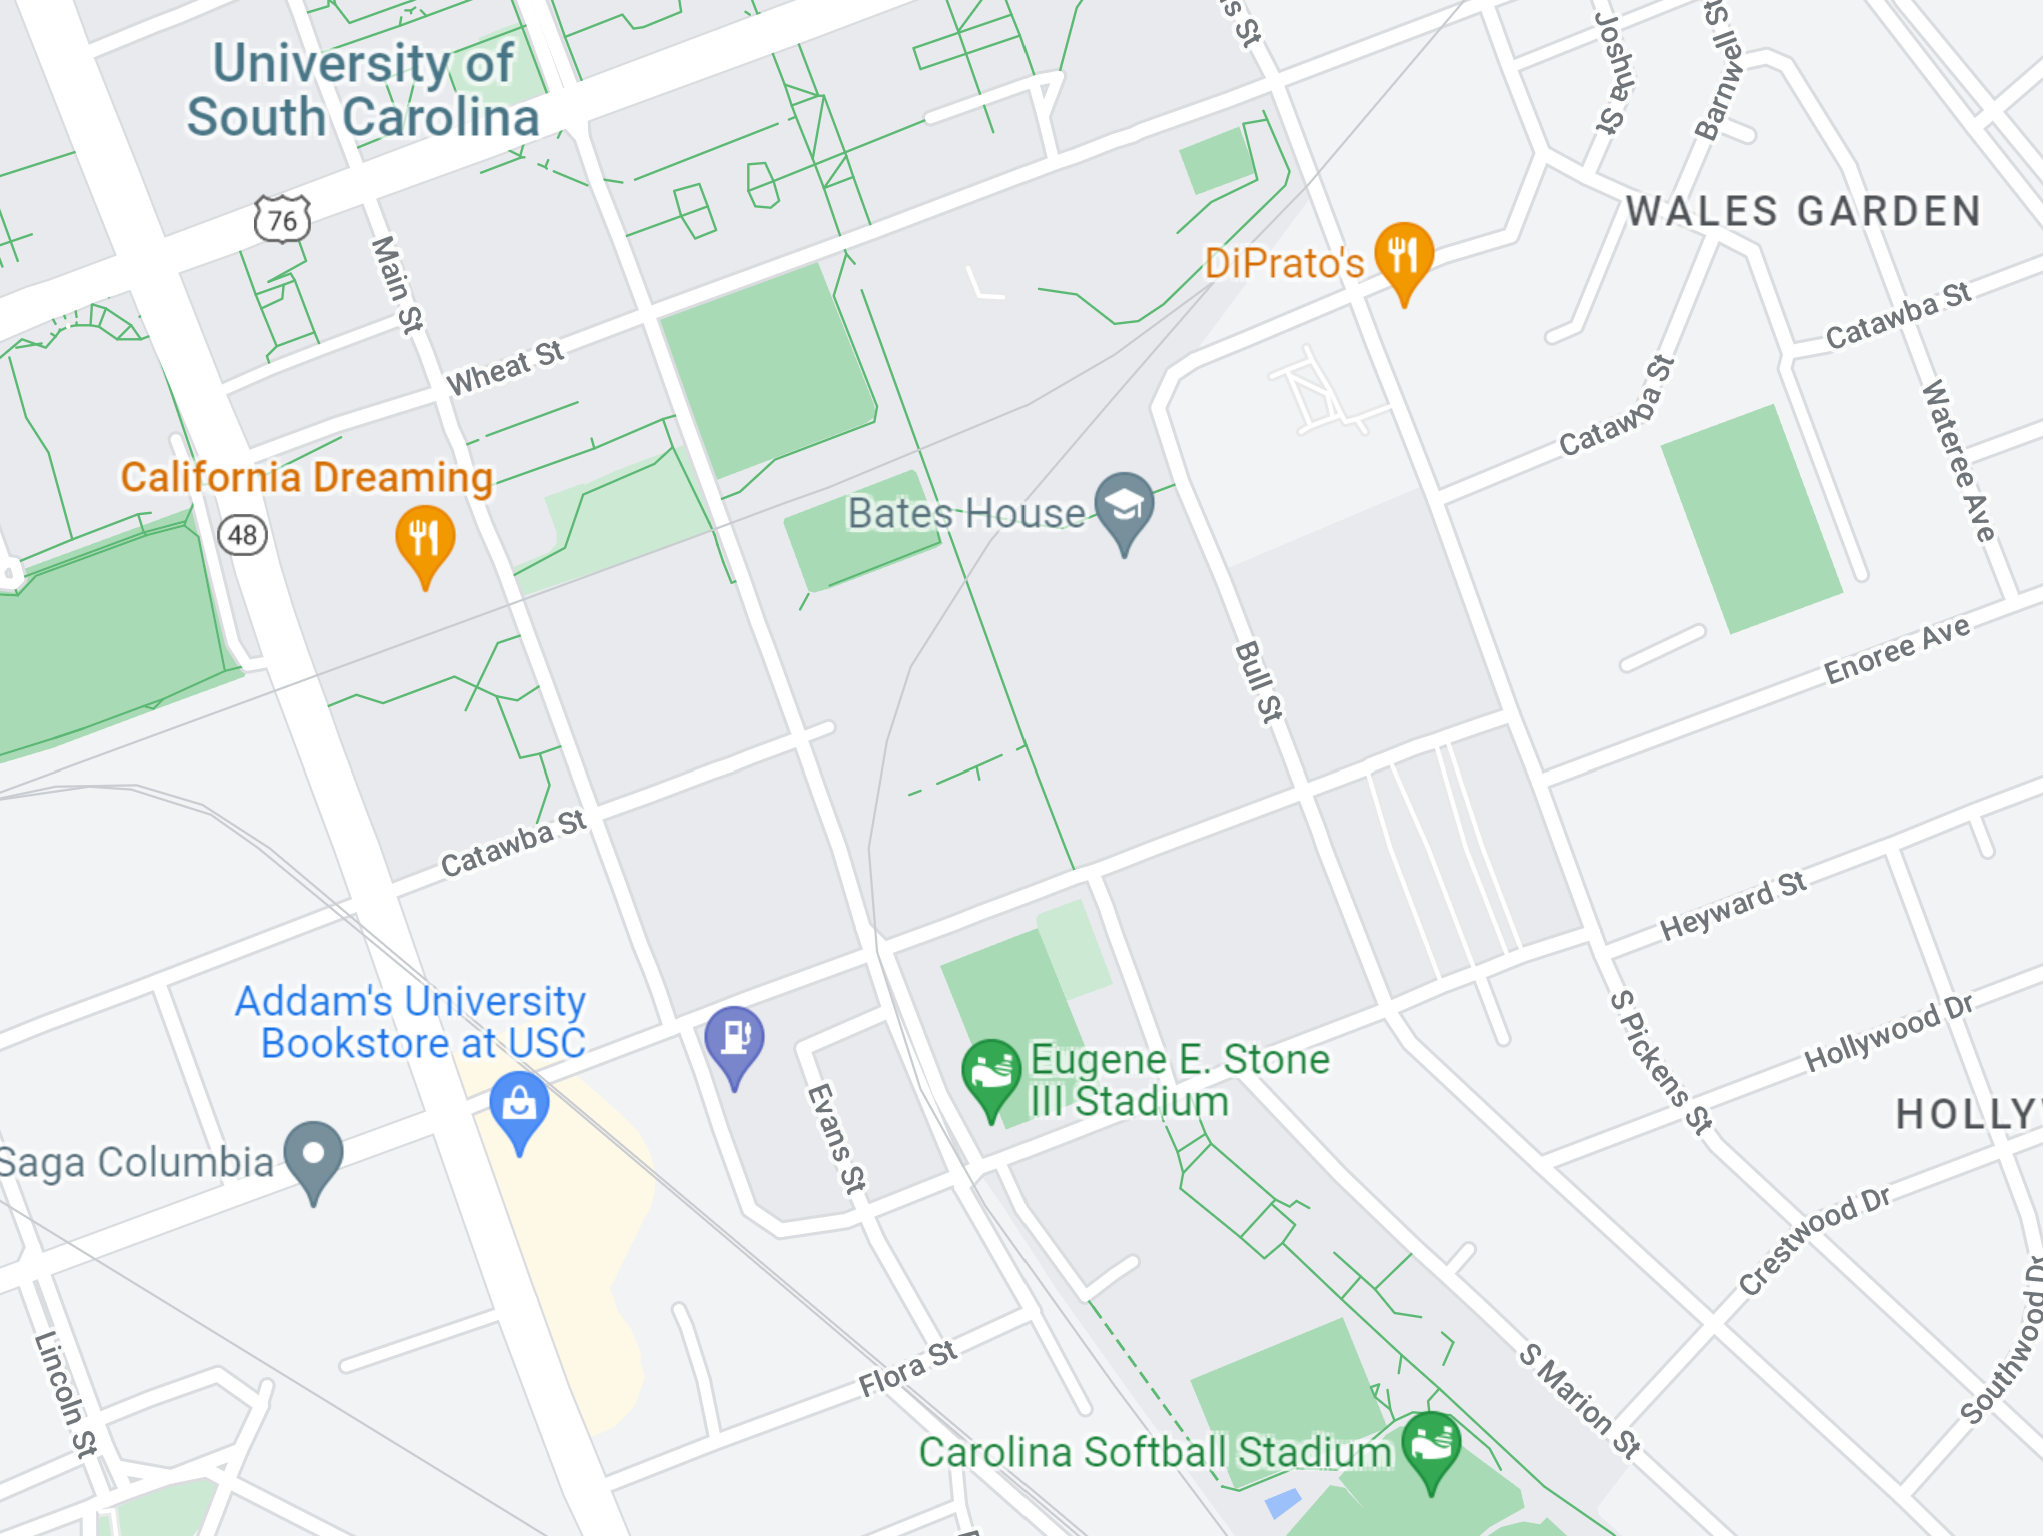 s St
Joshua St
Barnwell St
University of
South Carolina
76
WALES GARDEN
Main St
DiPrato's
Catawba St
Wheat St
Catawba St
Wateree Ave
California Dreaming
48
Bates House
Enoree Ave
Bull St
Catawba St
Heyward St
Addam's University
Bookstore at USC
S Pickens St
Hollywood Dr
Eugene E. Stone
III Stadium
HOLLY
Evans St
Saga Columbia
Crestwood Dr
Southwood Dr
Lincoln St
Flora St
S Marion St
Carolina Softball Stadium